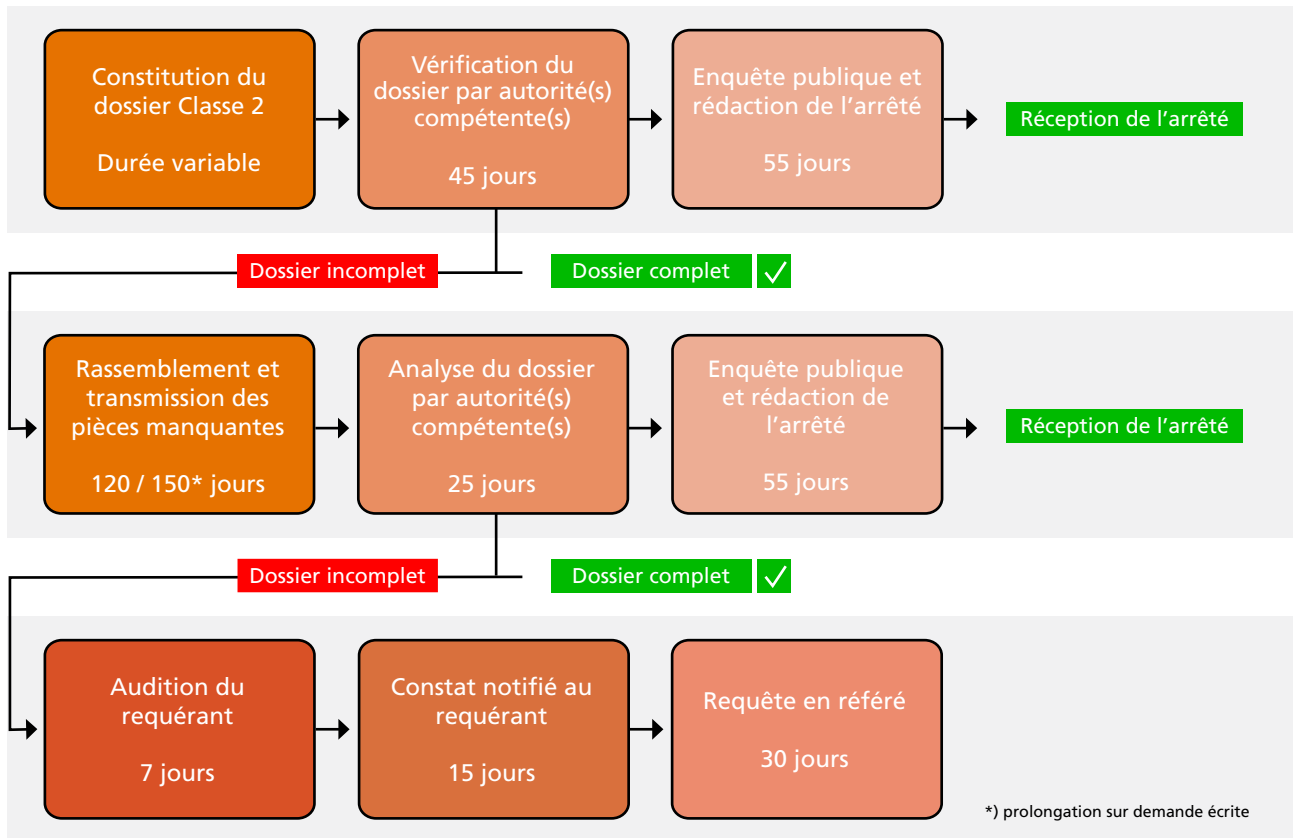 Constitution du
dossier Classe 2
Durée variable
Vérification du
dossier par autorité(s)
compétente(s)
45 jours
Enquête publique et
rédaction de l’arrêté
55 jours
Réception de l’arrêté
Dossier incomplet
Dossier complet
Rassemblement et
transmission des
pièces manquantes
120 / 150* jours
Analyse du dossier
par autorité(s)
compétente(s)
25 jours
Enquête publique
et rédaction de
l’arrêté
55 jours
Réception de l’arrêté
Dossier incomplet
Dossier complet
Audition du
requérant
7 jours
Constat notifié au
requérant
15 jours
Requête en référé
30 jours
*) prolongation sur demande écrite